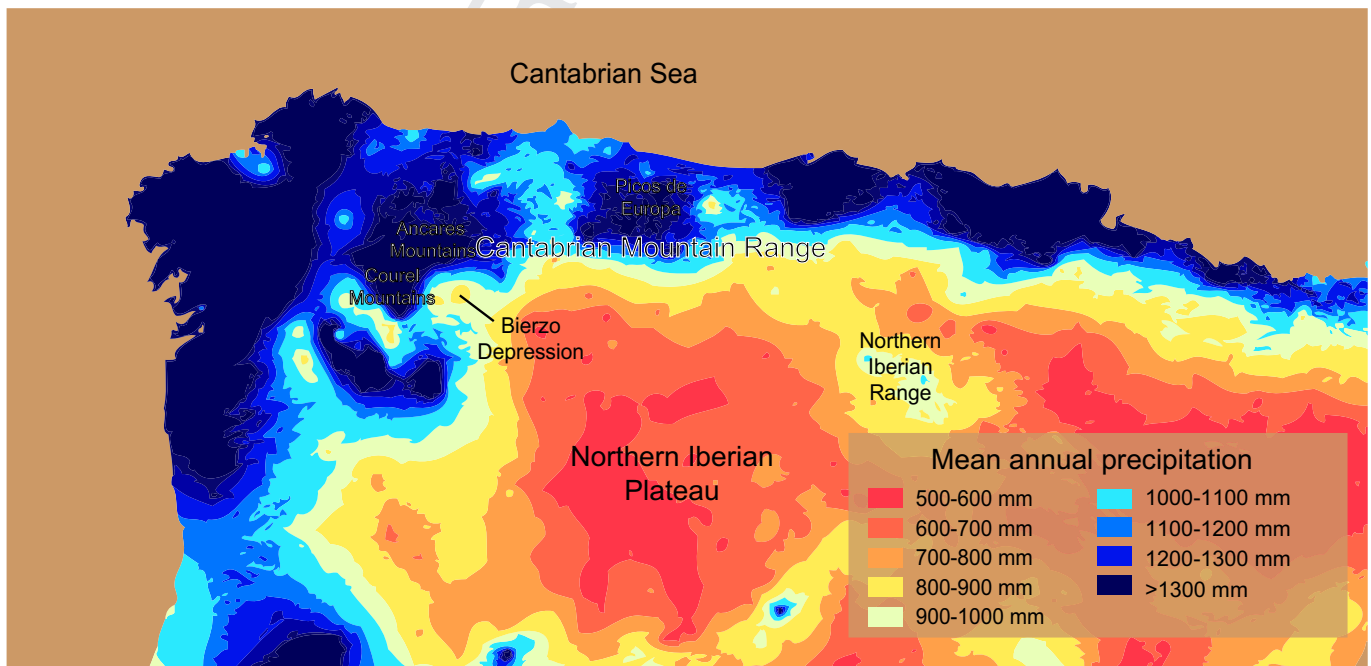 Cantabrian Sea
Picos de
Europa
Ancares
Mountains
Cantabrian Mountain Range
Courel
Mountains
Bierzo
Depression
Northern
Iberian
Range
Northern Iberian
Plateau
Mean annual precipitation
500-600 mm
600-700 mm
700-800 mm
800-900 mm
900-1000 mm
1000-1100 mm
1100-1200 mm
1200-1300 mm
>1300 mm